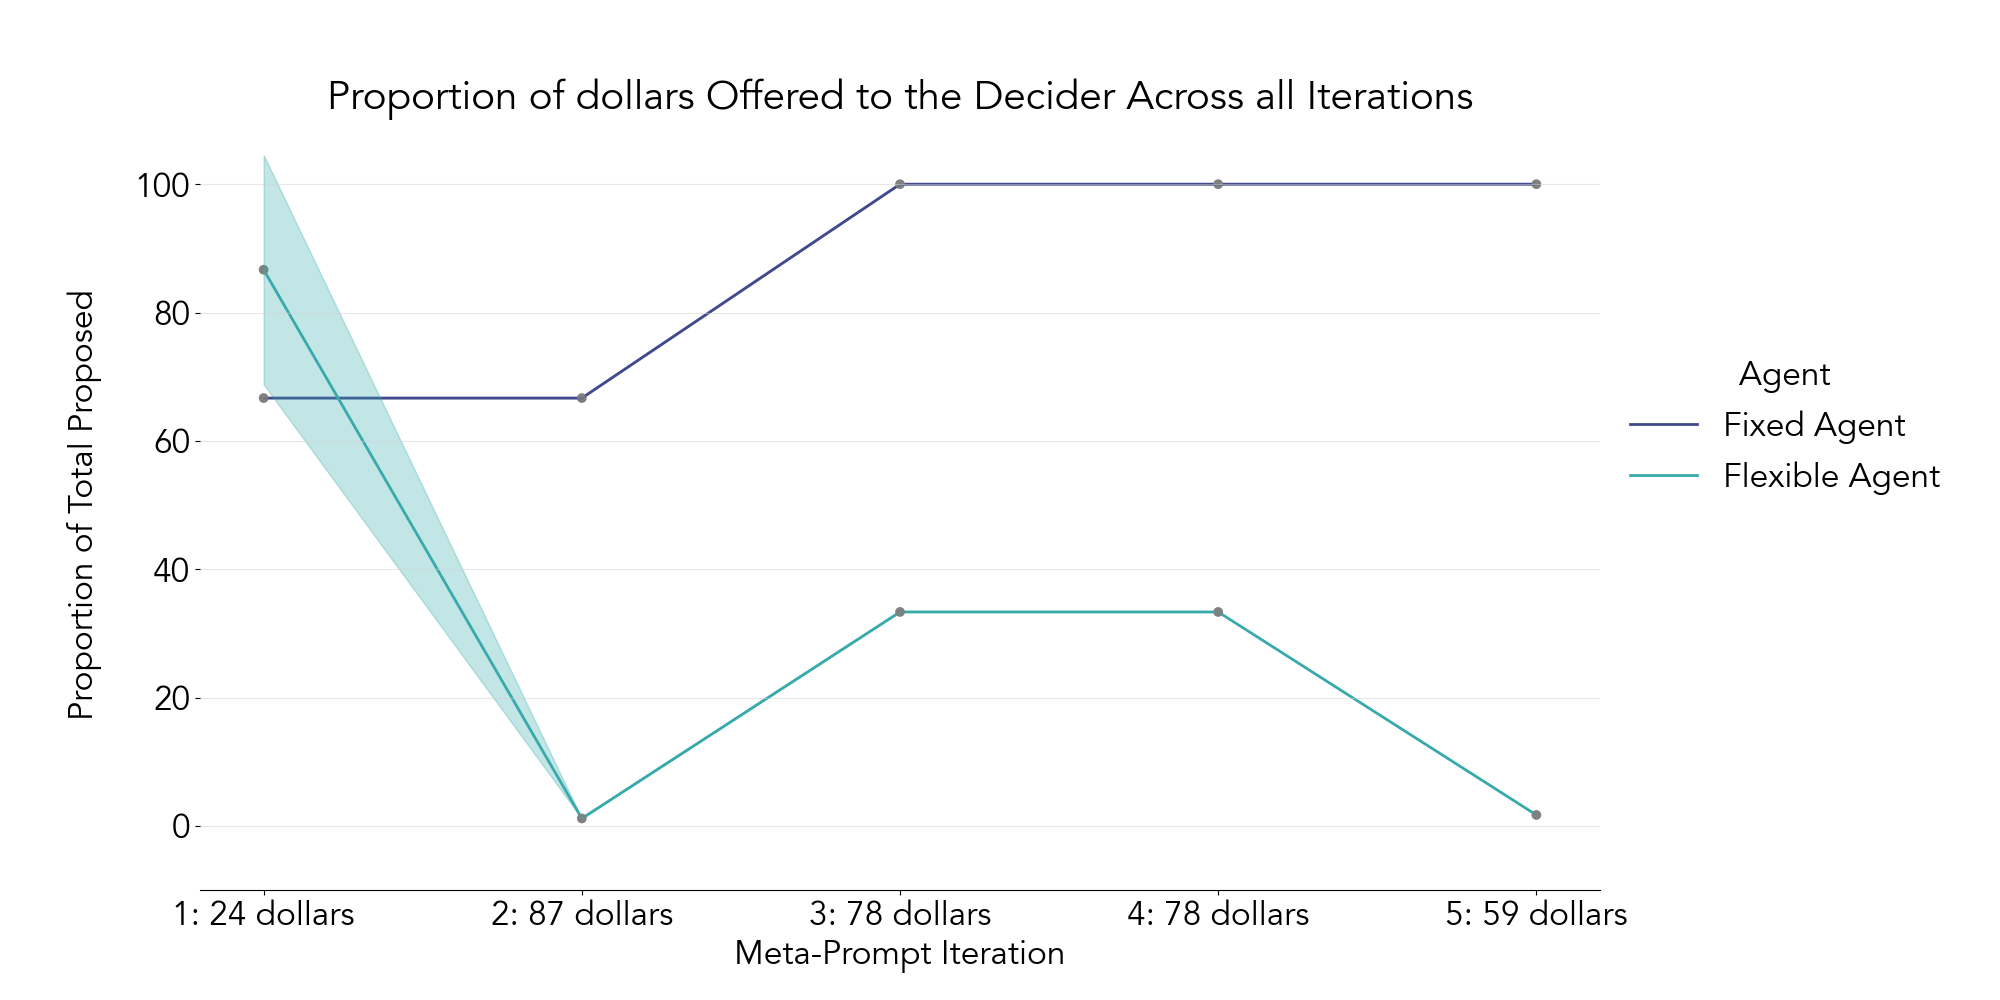 Proportion of dollars Offered to the Decider Across all Iterations
Proportion of Total Proposed
100
80
60
40
20
0
1: 24 dollars
2: 87 dollars
3: 78 dollars
4: 78 dollars
5: 59 dollars
Meta-Prompt Iteration
Agent
Fixed Agent
Flexible Agent